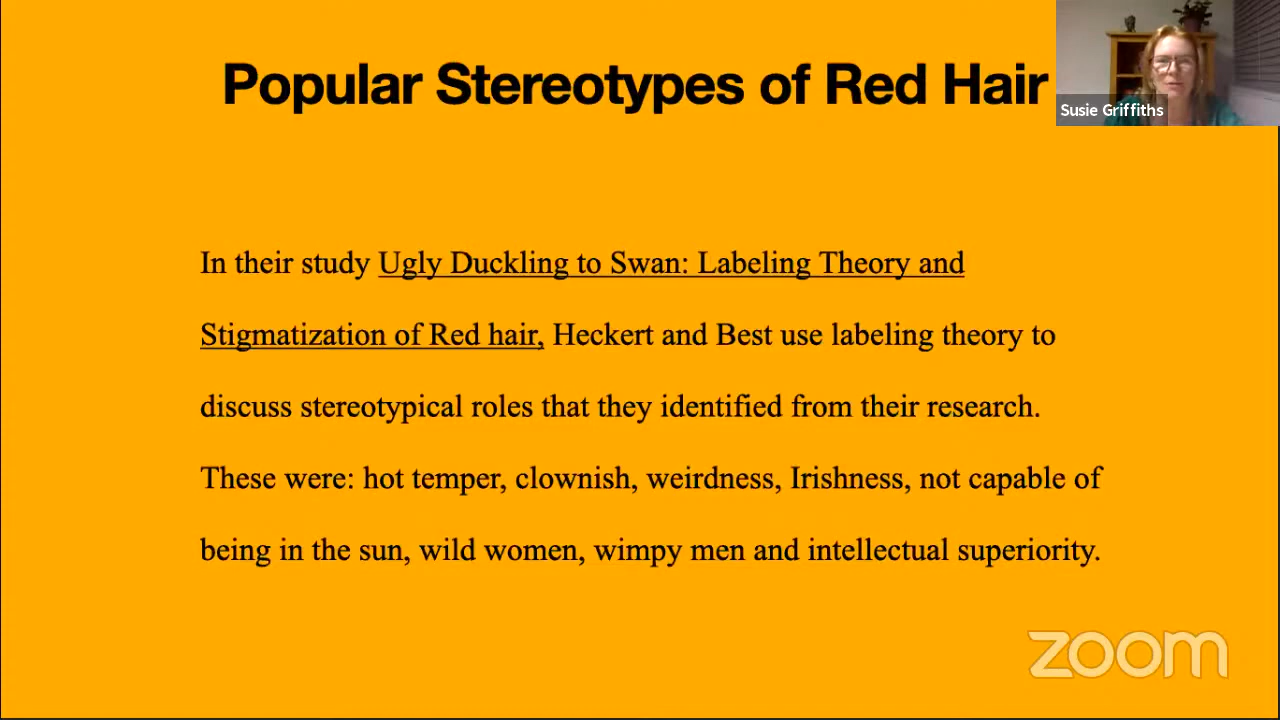 Popular Stereotypes of Red Hair
Susie Griffiths
In their study Ugly Duckling to Swan: Labeling Theory and
Stigmatization of Red hair, Heckert and Best use labeling theory to
discuss stereotypical roles that they identified from their research.
These were: hot temper, clownish, weirdness, Irishness, not capable of
being in the sun, wild women, wimpy men and intellectual superiority.
zoom